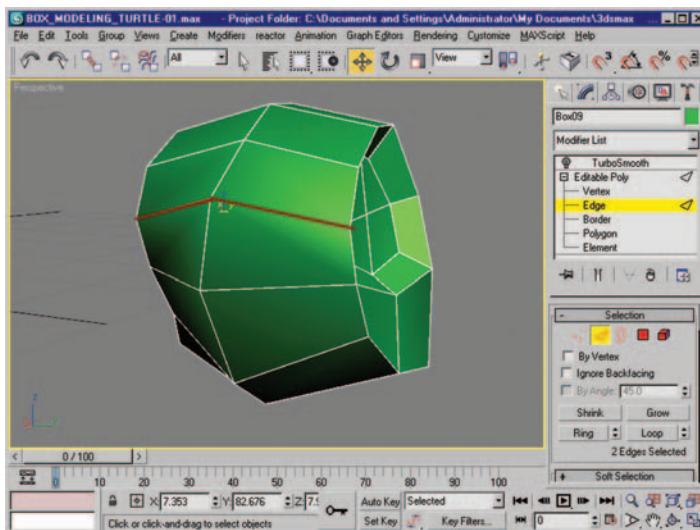 BOX_MODELING_TURTLE-01.max - Project Folder: C:\Documents and Settings\Administrator\My Documents\3dsmax
File Edit Tools Group Views Create Modifiers reactor Animation Graph Editors Rendering Customize MAXScript Help
All
View
Perspective
Box09
Modifier List
TurboSmooth
Editable Poly
Vertex
Edge
Border
Polygon
Element
- Selection
By Vertex
Ignore Backfacing
By Angle: 45.0
Shrink Grow
Ring Loop
2 Edges Selected
+ Soft Selection
z
0 / 100
0 10 20 30 40 50 60 70 80 90 100
X: 7.353 Y: 82.676 Z:
Auto Key Selected
Click or click-and-drag to select objects
Set Key Key Filters... 0